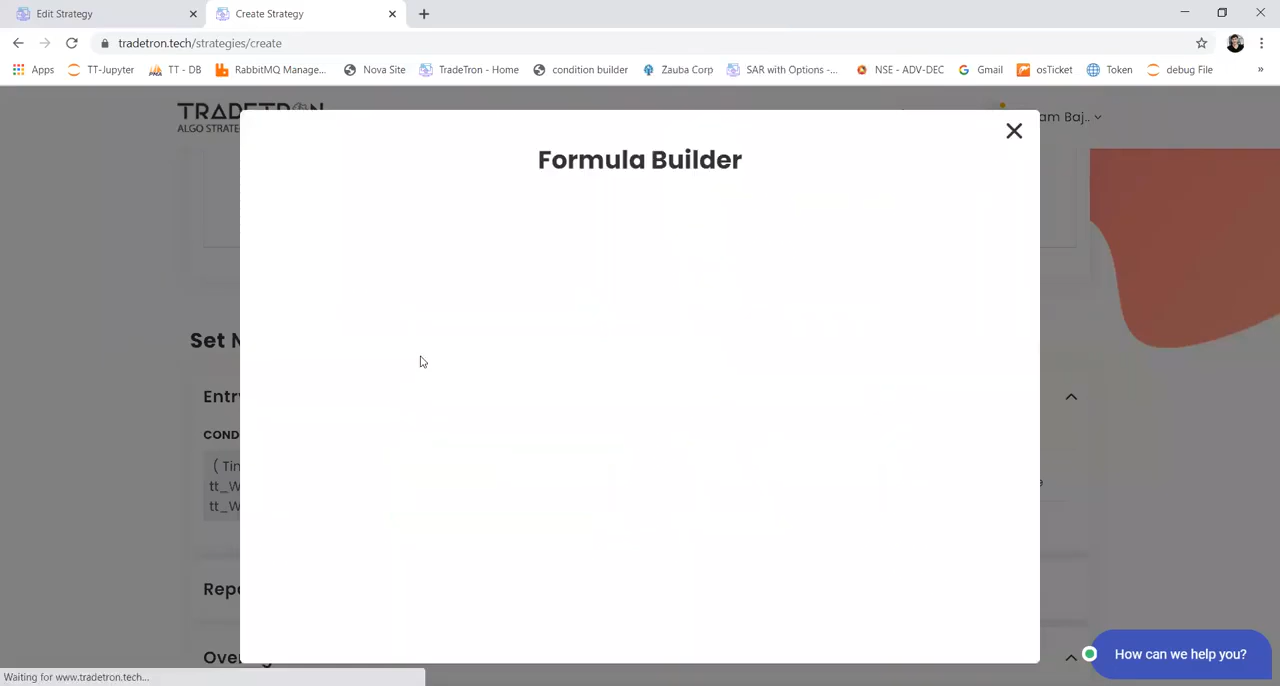 Edit Strategy
Create Strategy
tradetron.tech/strategies/create
Apps TT-Jupyter TT - DB RabbitMQ Manage... Nova Site TradeTron - Home condition builder Zauba Corp SAR with Options -... NSE - ADV-DEC Gmail osTicket Token debug File »
TRADETRON
ALGO STRATE
am Baj..
Formula Builder
Set
Entr
COND
( Tin
tt_W
tt_W
Repa
Over
How can we help you?
Waiting for www.tradetron.tech...